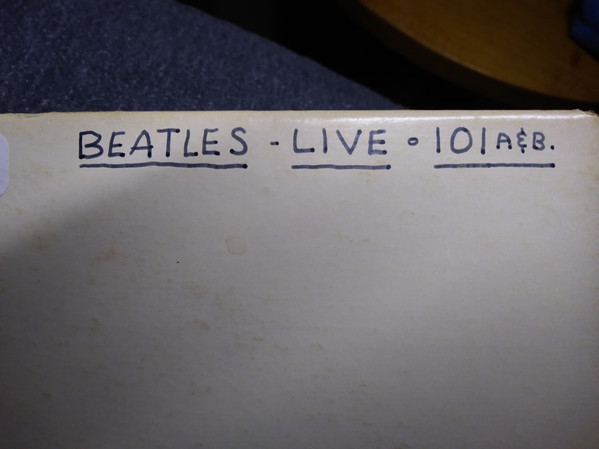 BEATLES - LIVE • 101 A&B.